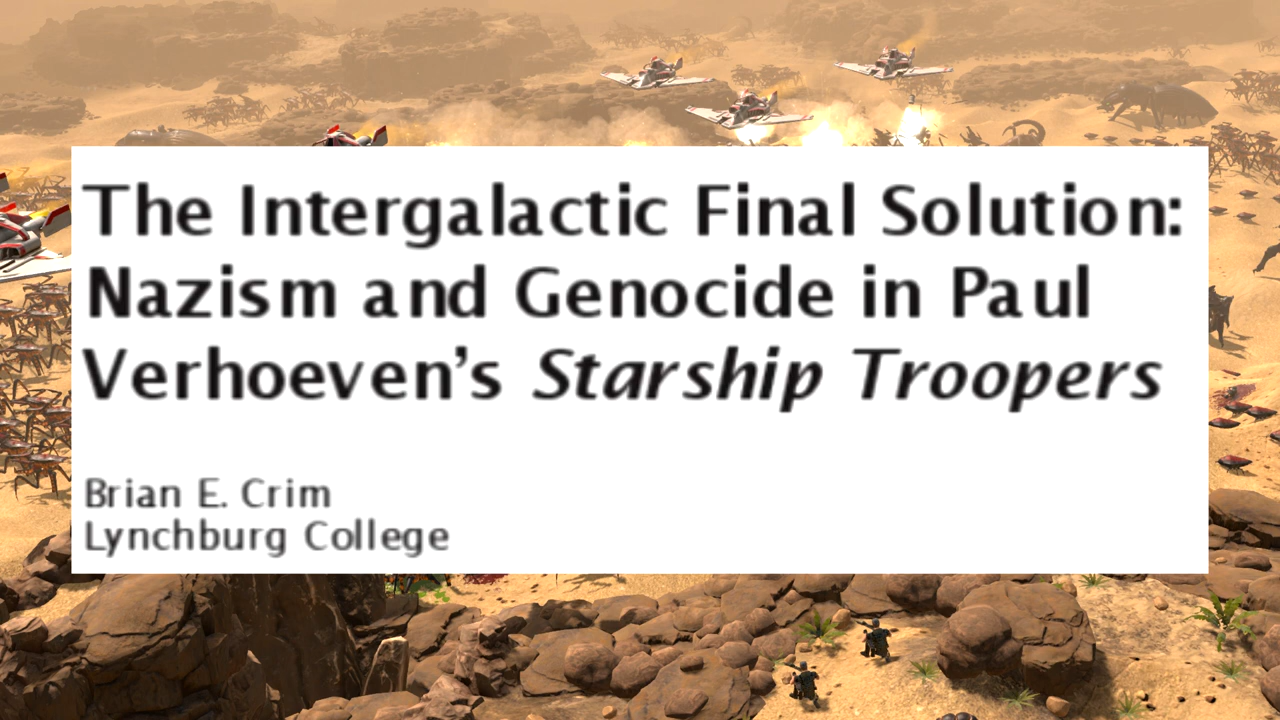 The Intergalactic Final Solution:
Nazism and Genocide in Paul
Verhoeven’s Starship Troopers
Brian E. Crim
Lynchburg College